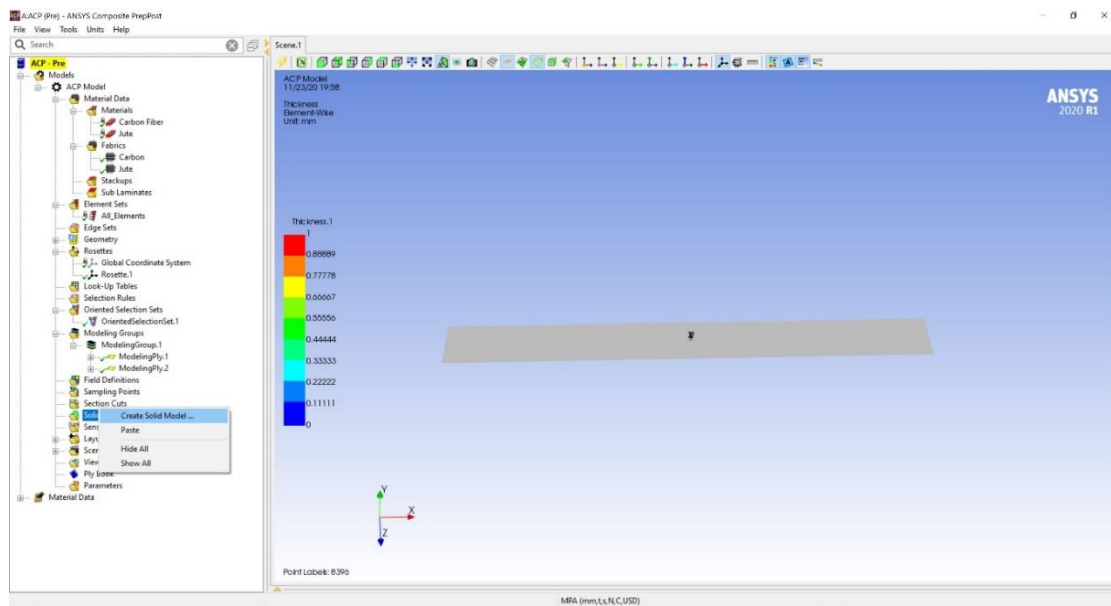 A:ACP (Pre) - ANSYS Composite PrepPost
File View Tools Units Help
Search
ACP - Pre
Models
ACP Model
Material Data
Materials
Carbon Fiber
Jute
Fabrics
Carbon
Jute
Stackups
Sub Laminates
Element Sets
All_Elements
Edge Sets
Geometry
Rosettes
Global Coordinate System
Rosette.1
Look-Up Tables
Selection Rules
Oriented Selection Sets
OrientedSelectionSet.1
Modeling Groups
ModelingGroup.1
ModelingPly.1
ModelingPly.2
Field Definitions
Sampling Points
Section Cuts
Create Solid Model ...
Paste
Hide All
Show All
Parameters
Material Data
Scene.1
ACP Model
11/23/20 19:58
Thickness
Element-Wise
Unit: mm
Thickness.1
1
0.88889
0.77778
0.66667
0.55556
0.44444
0.33333
0.22222
0.11111
0
ANSYS
2020 R1
Y
X
Z
Point Labels: 8396
MPA (mm,t,s,N,C,USD)